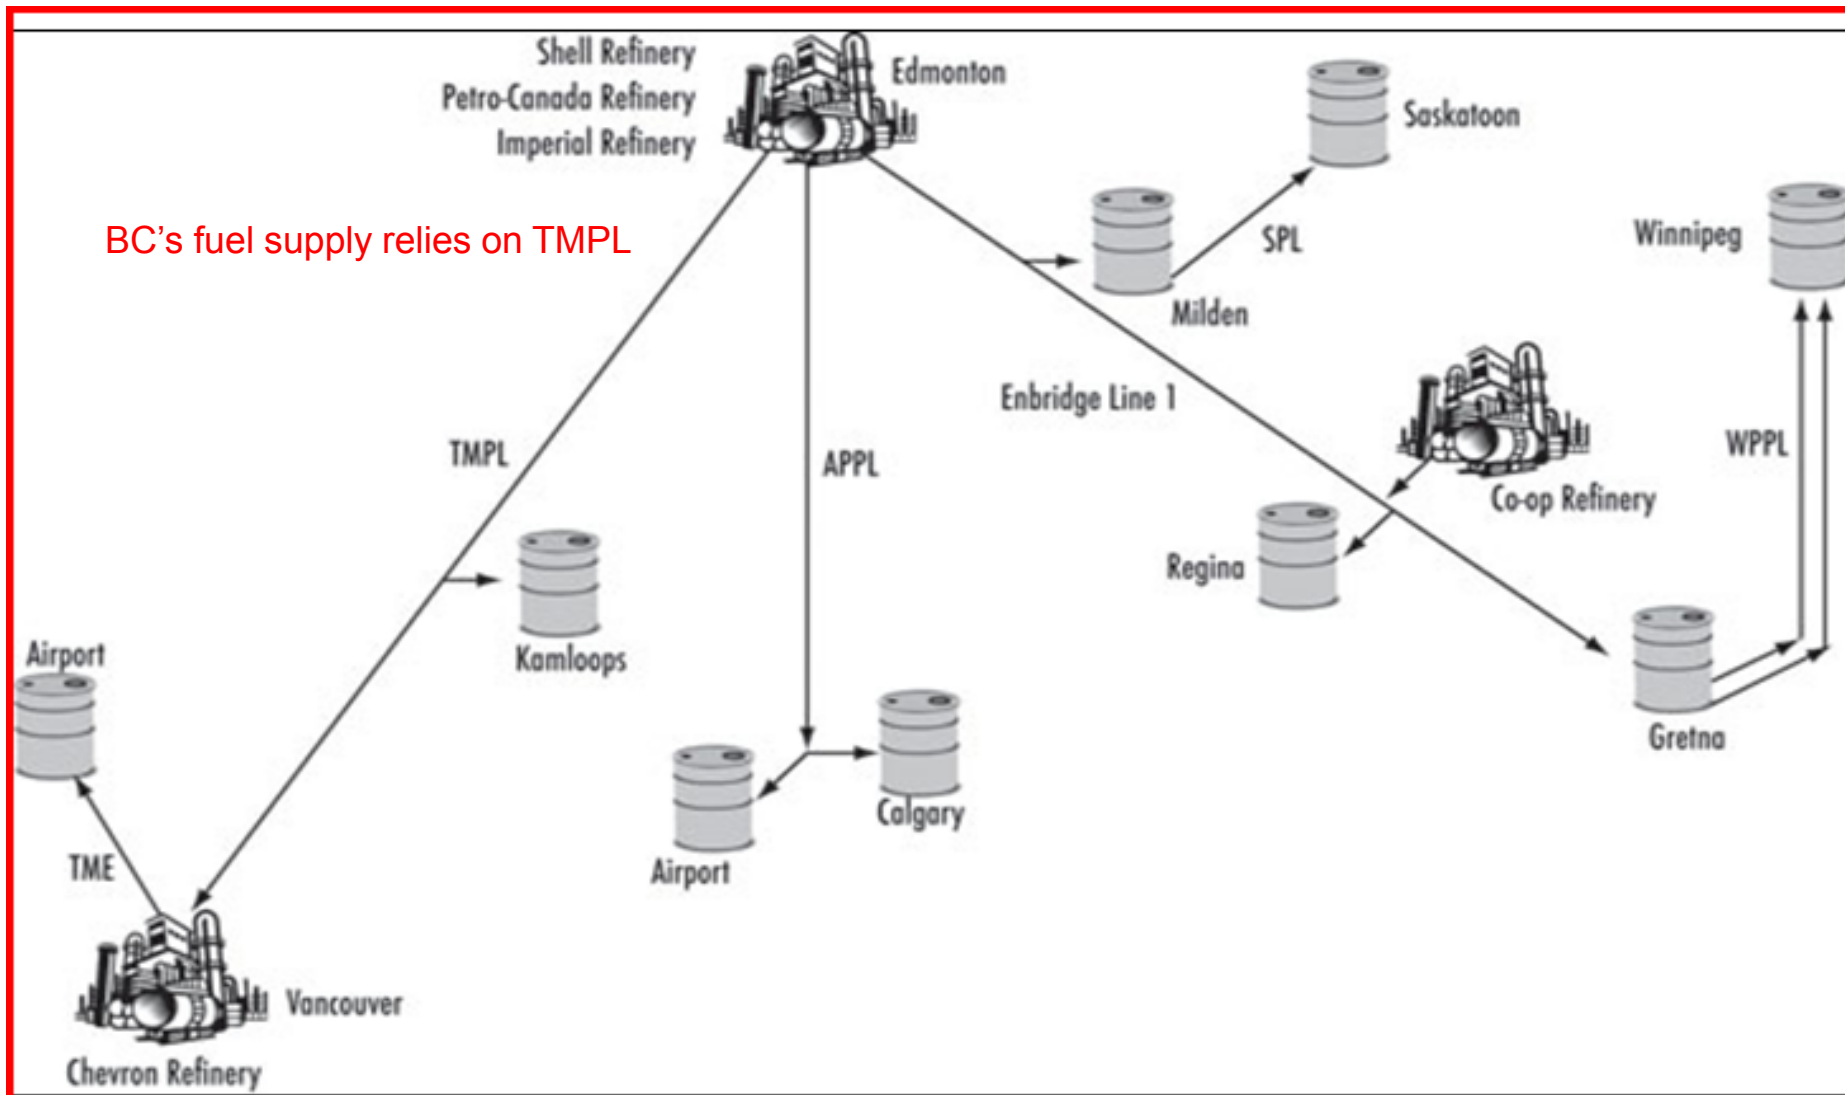 Shell Refinery
Petro-Canada Refinery
Imperial Refinery
Edmonton
Saskatoon
BC’s fuel supply relies on TMPL
Winnipeg
SPL
Milden
Enbridge Line 1
TMPL
APPL
WPPL
Co-op Refinery
Regina
Kamloops
Airport
Gretna
Calgary
Airport
TME
Vancouver
Chevron Refinery